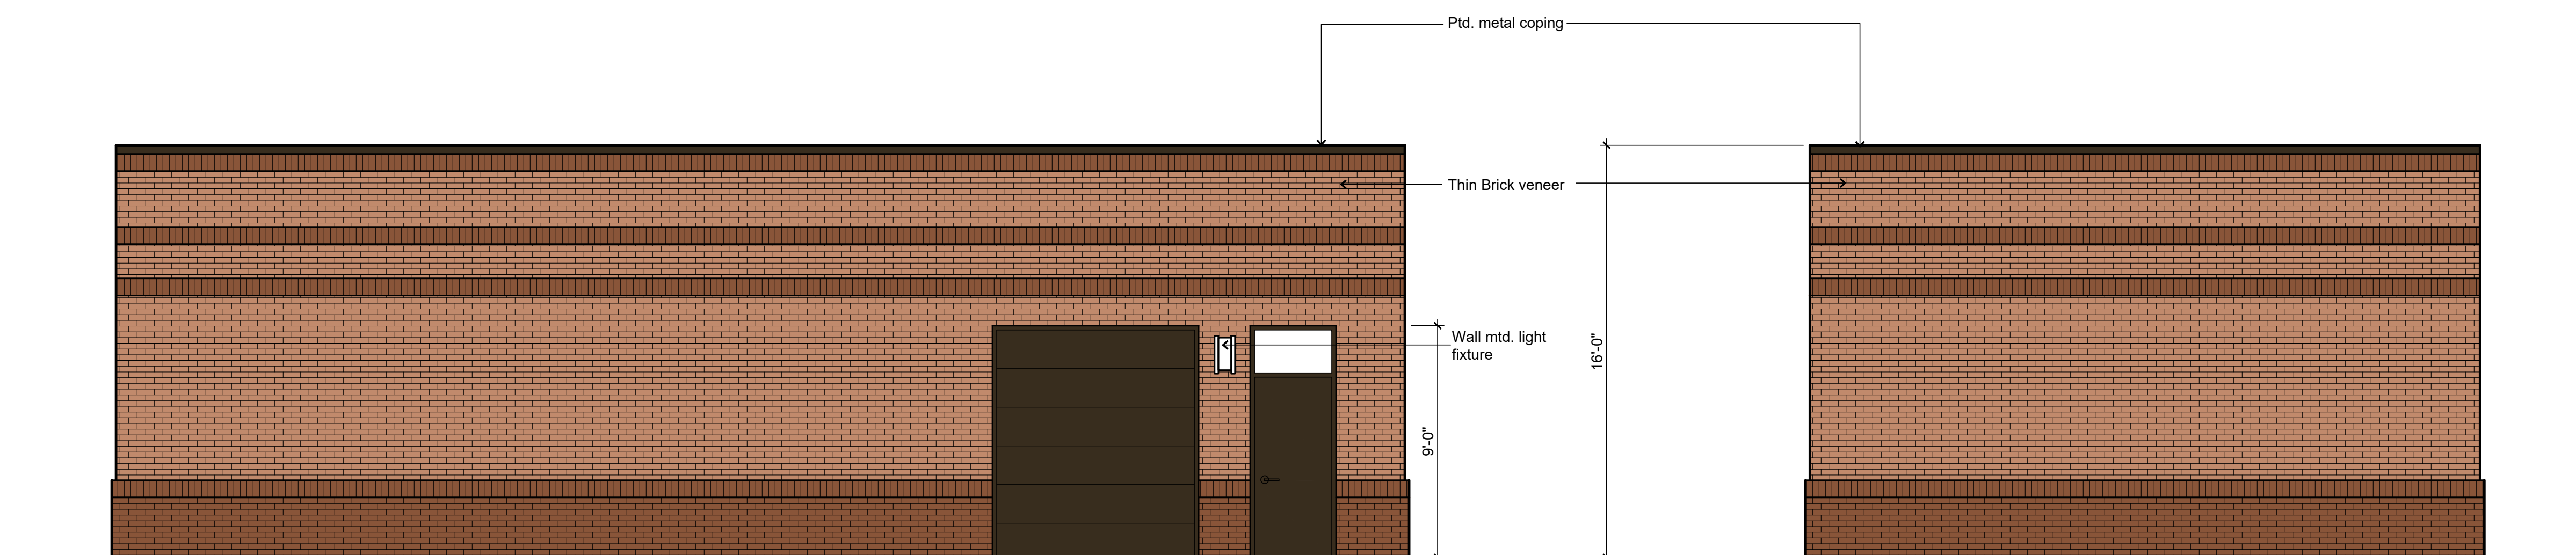 Ptd. metal coping
Thin Brick veneer
Wall mtd. light
fixture
16'-0"
9'-0"